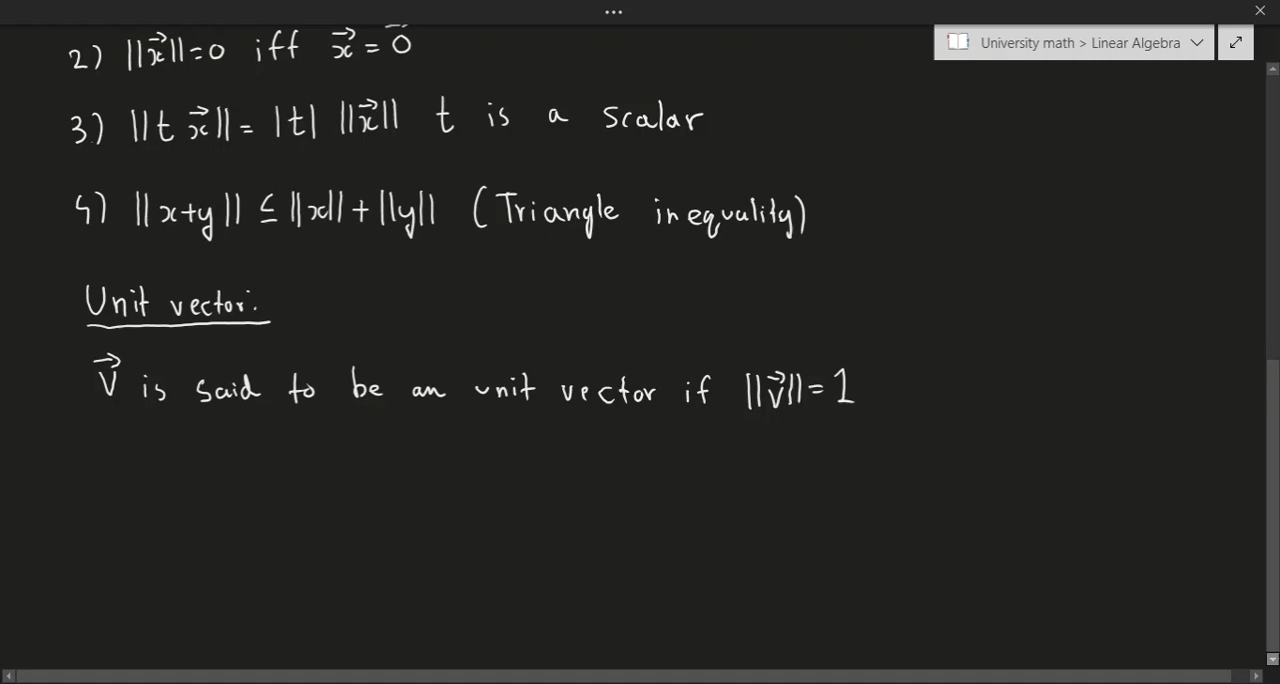 University math > Linear Algebra
2) ||x⃗||=0 iff x⃗ = 0⃗
3) ||t x⃗|| = |t| ||x⃗|| t is a scalar
4) ||x+y|| ≤ ||x|| + ||y|| (Triangle inequality)
Unit vector:
V⃗ is said to be an unit vector if ||v⃗|| = 1